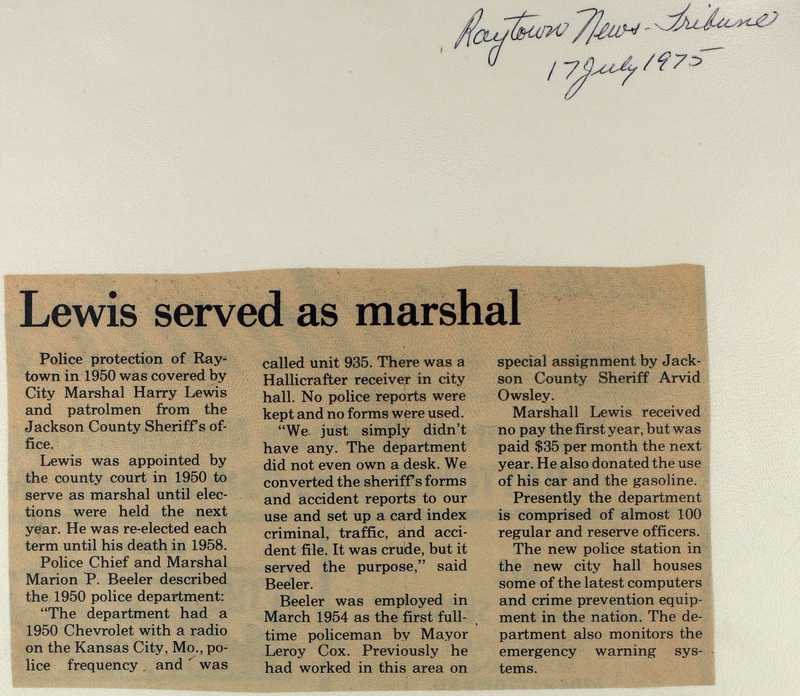 Raytown News-Tribune
17 July 1975
Lewis served as marshal
Police protection of Ray-
town in 1950 was covered by
City Marshal Harry Lewis
and patrolmen from the
Jackson County Sheriff's of-
fice.
Lewis was appointed by
the county court in 1950 to
serve as marshal until elec-
tions were held the next
year. He was re-elected each
term until his death in 1958.
Police Chief and Marshal
Marion P. Beeler described
the 1950 police department:
"The department had a
1950 Chevrolet with a radio
on the Kansas City, Mo., po-
lice frequency and was
called unit 935. There was a
Hallicrafter receiver in city
hall. No police reports were
kept and no forms were used.
"We just simply didn't
have any. The department
did not even own a desk. We
converted the sheriff's forms
and accident reports to our
use and set up a card index
criminal, traffic, and acci-
dent file. It was crude, but it
served the purpose," said
Beeler.
Beeler was employed in
March 1954 as the first full-
time policeman by Mayor
Leroy Cox. Previously he
had worked in this area on
special assignment by Jack-
son County Sheriff Arvid
Owsley.
Marshall Lewis received
no pay the first year, but was
paid $35 per month the next
year. He also donated the use
of his car and the gasoline.
Presently the department
is comprised of almost 100
regular and reserve officers.
The new police station in
the new city hall houses
some of the latest computers
and crime prevention equip-
ment in the nation. The de-
partment also monitors the
emergency warning sys-
tems.